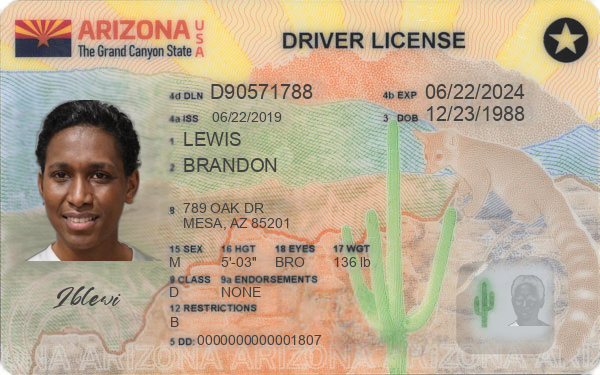 ARIZONA USA
The Grand Canyon State
DRIVER LICENSE
4d DLN D90571788 4b EXP 06/22/2024
4a ISS 06/22/2019 3 DOB 12/23/1988
1 LEWIS
2 BRANDON
8 789 OAK DR
MESA, AZ 85201
15 SEX 16 HGT 18 EYES 17 WGT
M 5'-03" BRO 136 lb
9 CLASS 9a ENDORSEMENTS
D NONE
Iblewi
12 RESTRICTIONS
B
5 DD: 0000000000001807
ARIZONA ARIZONA ARIZONA ARIZONA